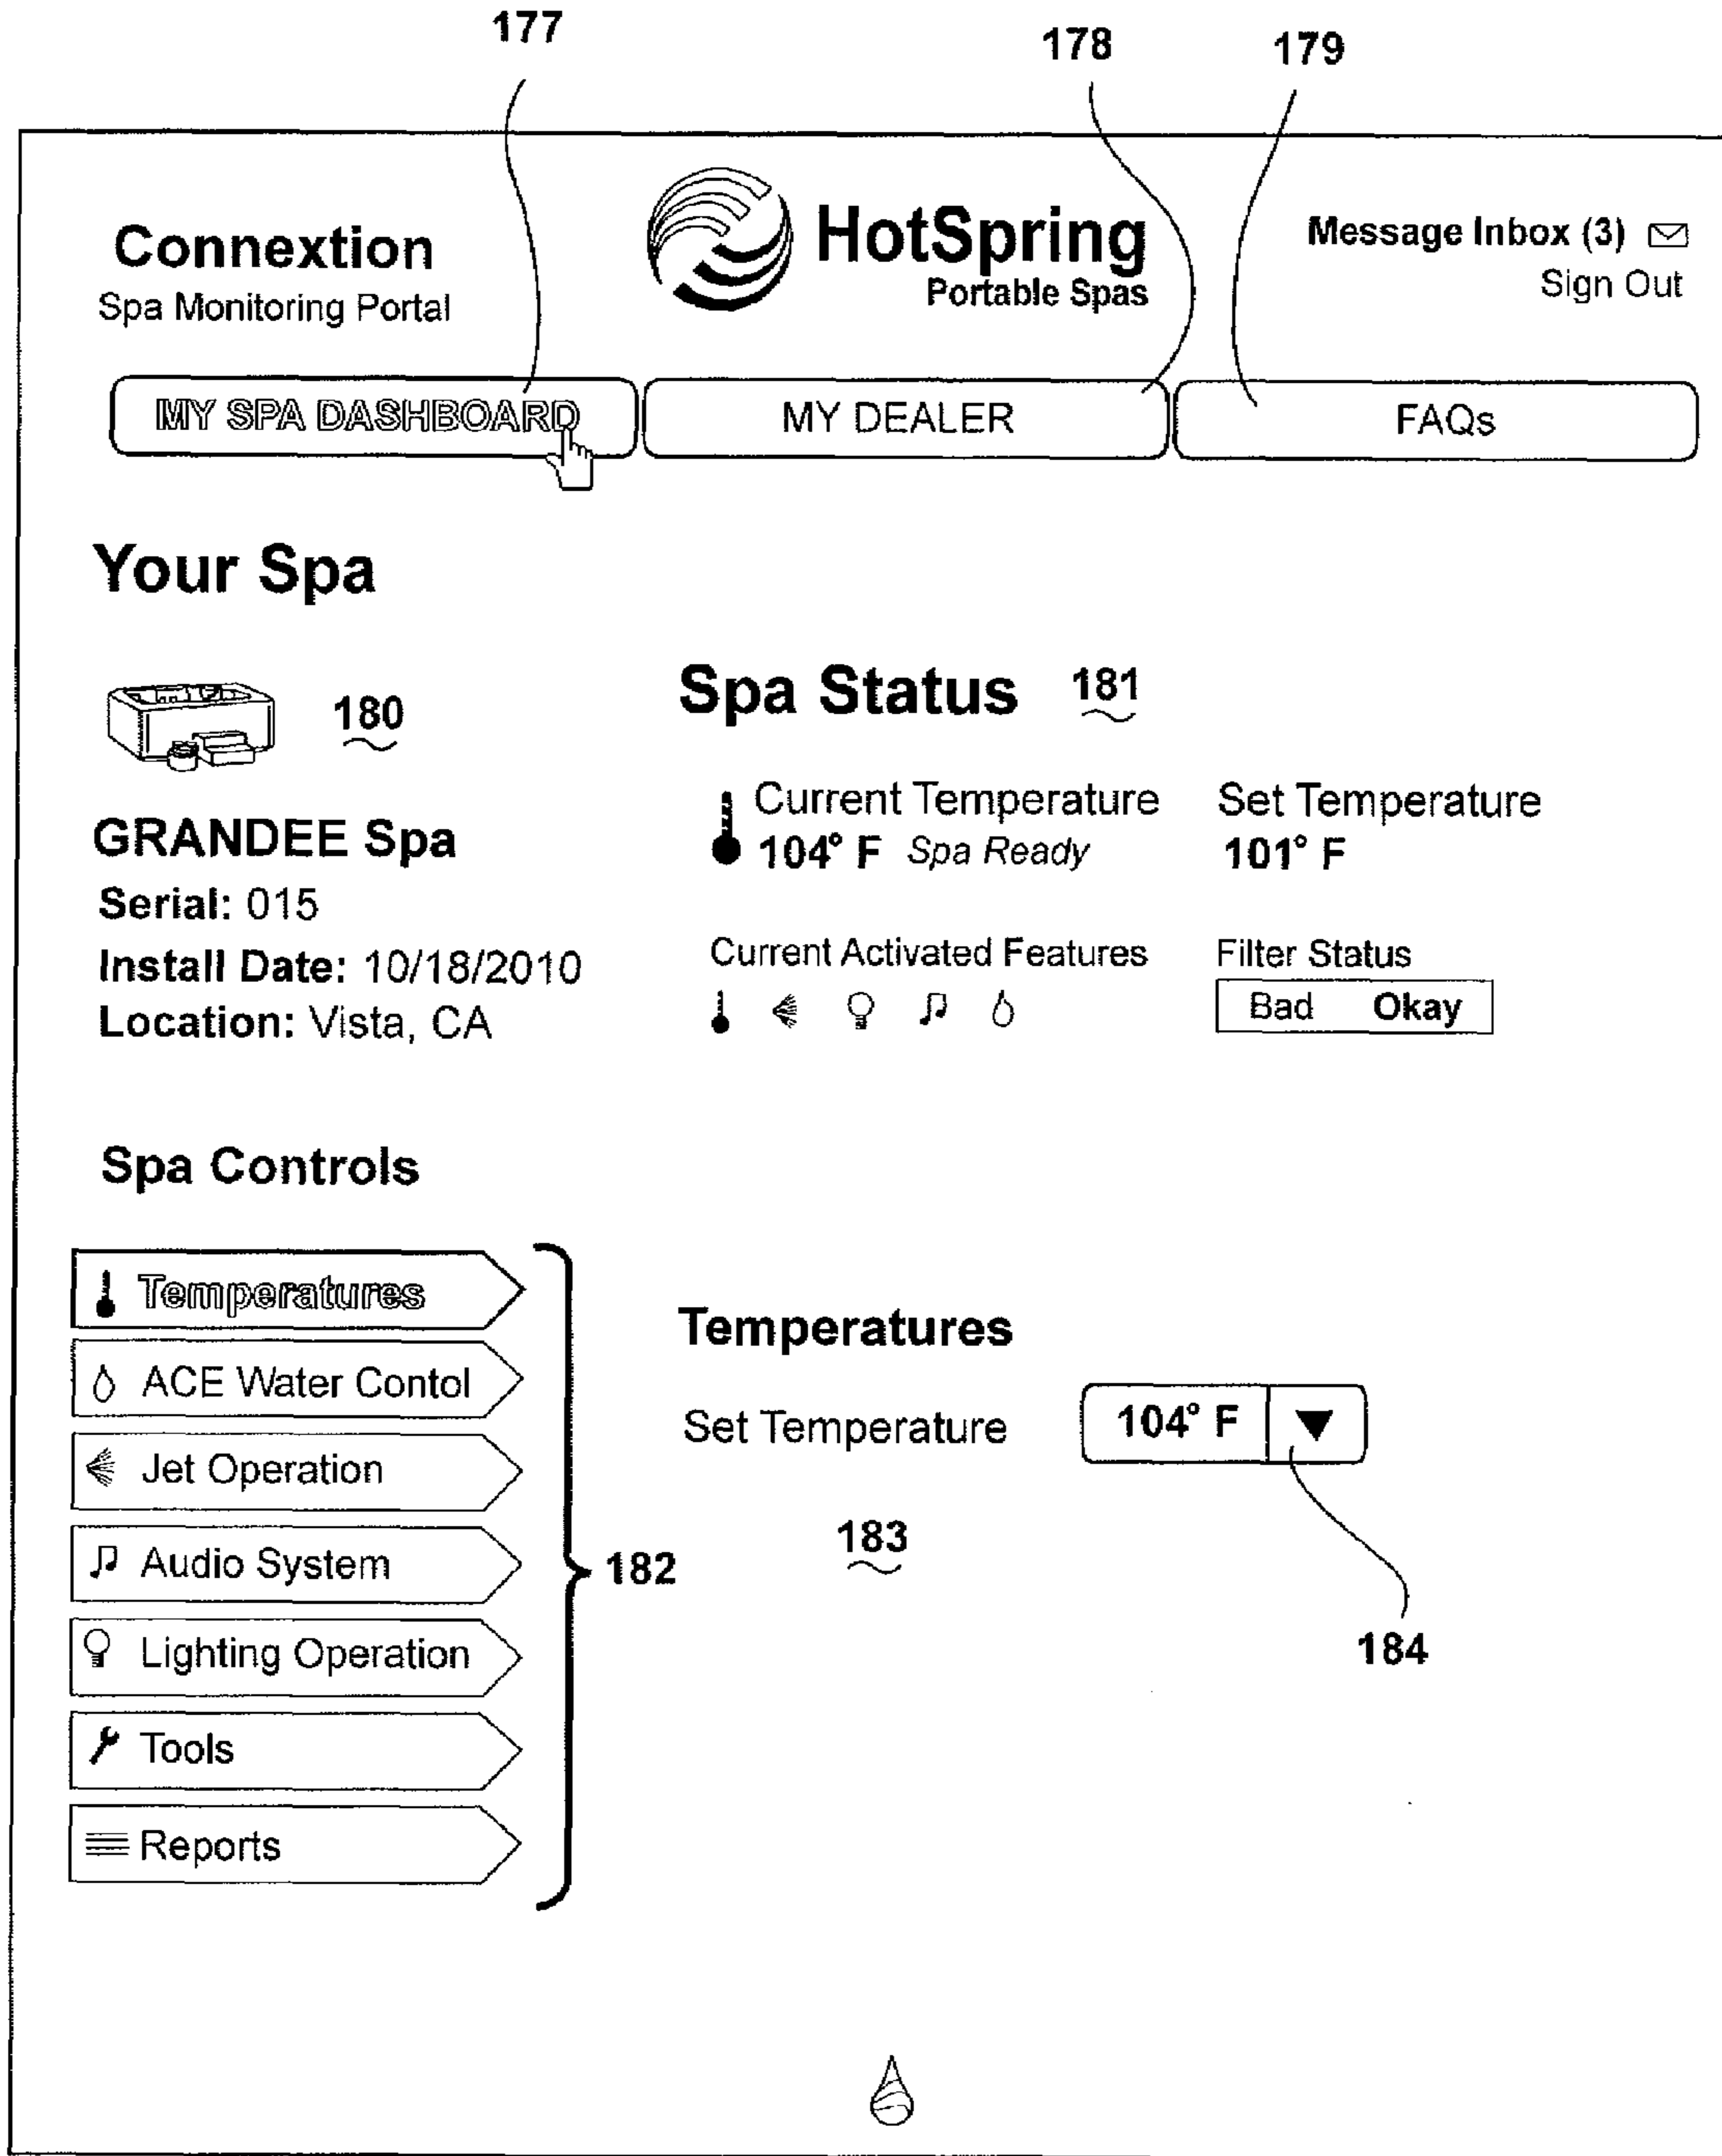 177
178 179
Connextion
Spa Monitoring Portal
HotSpring
Portable Spas
Message Inbox (3)
Sign Out
MY SPA DASHBOARD MY DEALER FAQs
Your Spa
180
GRANDEE Spa
Serial: 015
Install Date: 10/18/2010
Location: Vista, CA
Spa Status 181
Current Temperature Set Temperature
104° F Spa Ready 101° F
Current Activated Features Filter Status
Bad Okay
Spa Controls
Temperatures
ACE Water Contol
Jet Operation
Audio System
Lighting Operation
Tools
Reports
182
Temperatures
Set Temperature 104° F
183
184